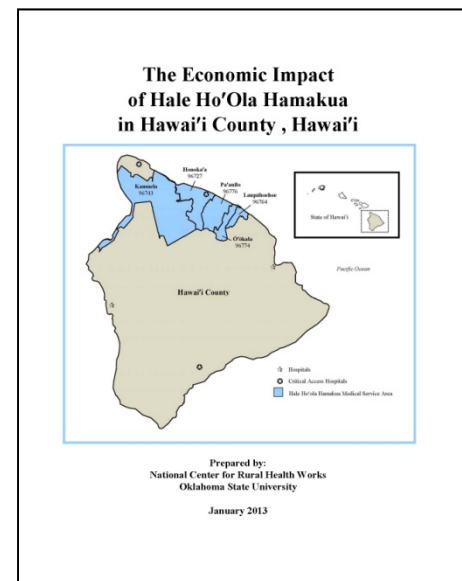 The Economic Impact
of Hale Ho'Ola Hamakua
in Hawai'i County , Hawai'i
Honoka'a
96727
Kamuela
96743
Pa'auilo
96776
Laupahoehoe
96764
O'okala
96774
State of Hawai'i
Pacific Ocean
Hawai'i County
Hospitals
Critical Access Hospitals
Hale Ho'ola Hamakua Medical Service Area
Prepared by:
National Center for Rural Health Works
Oklahoma State University
January 2013